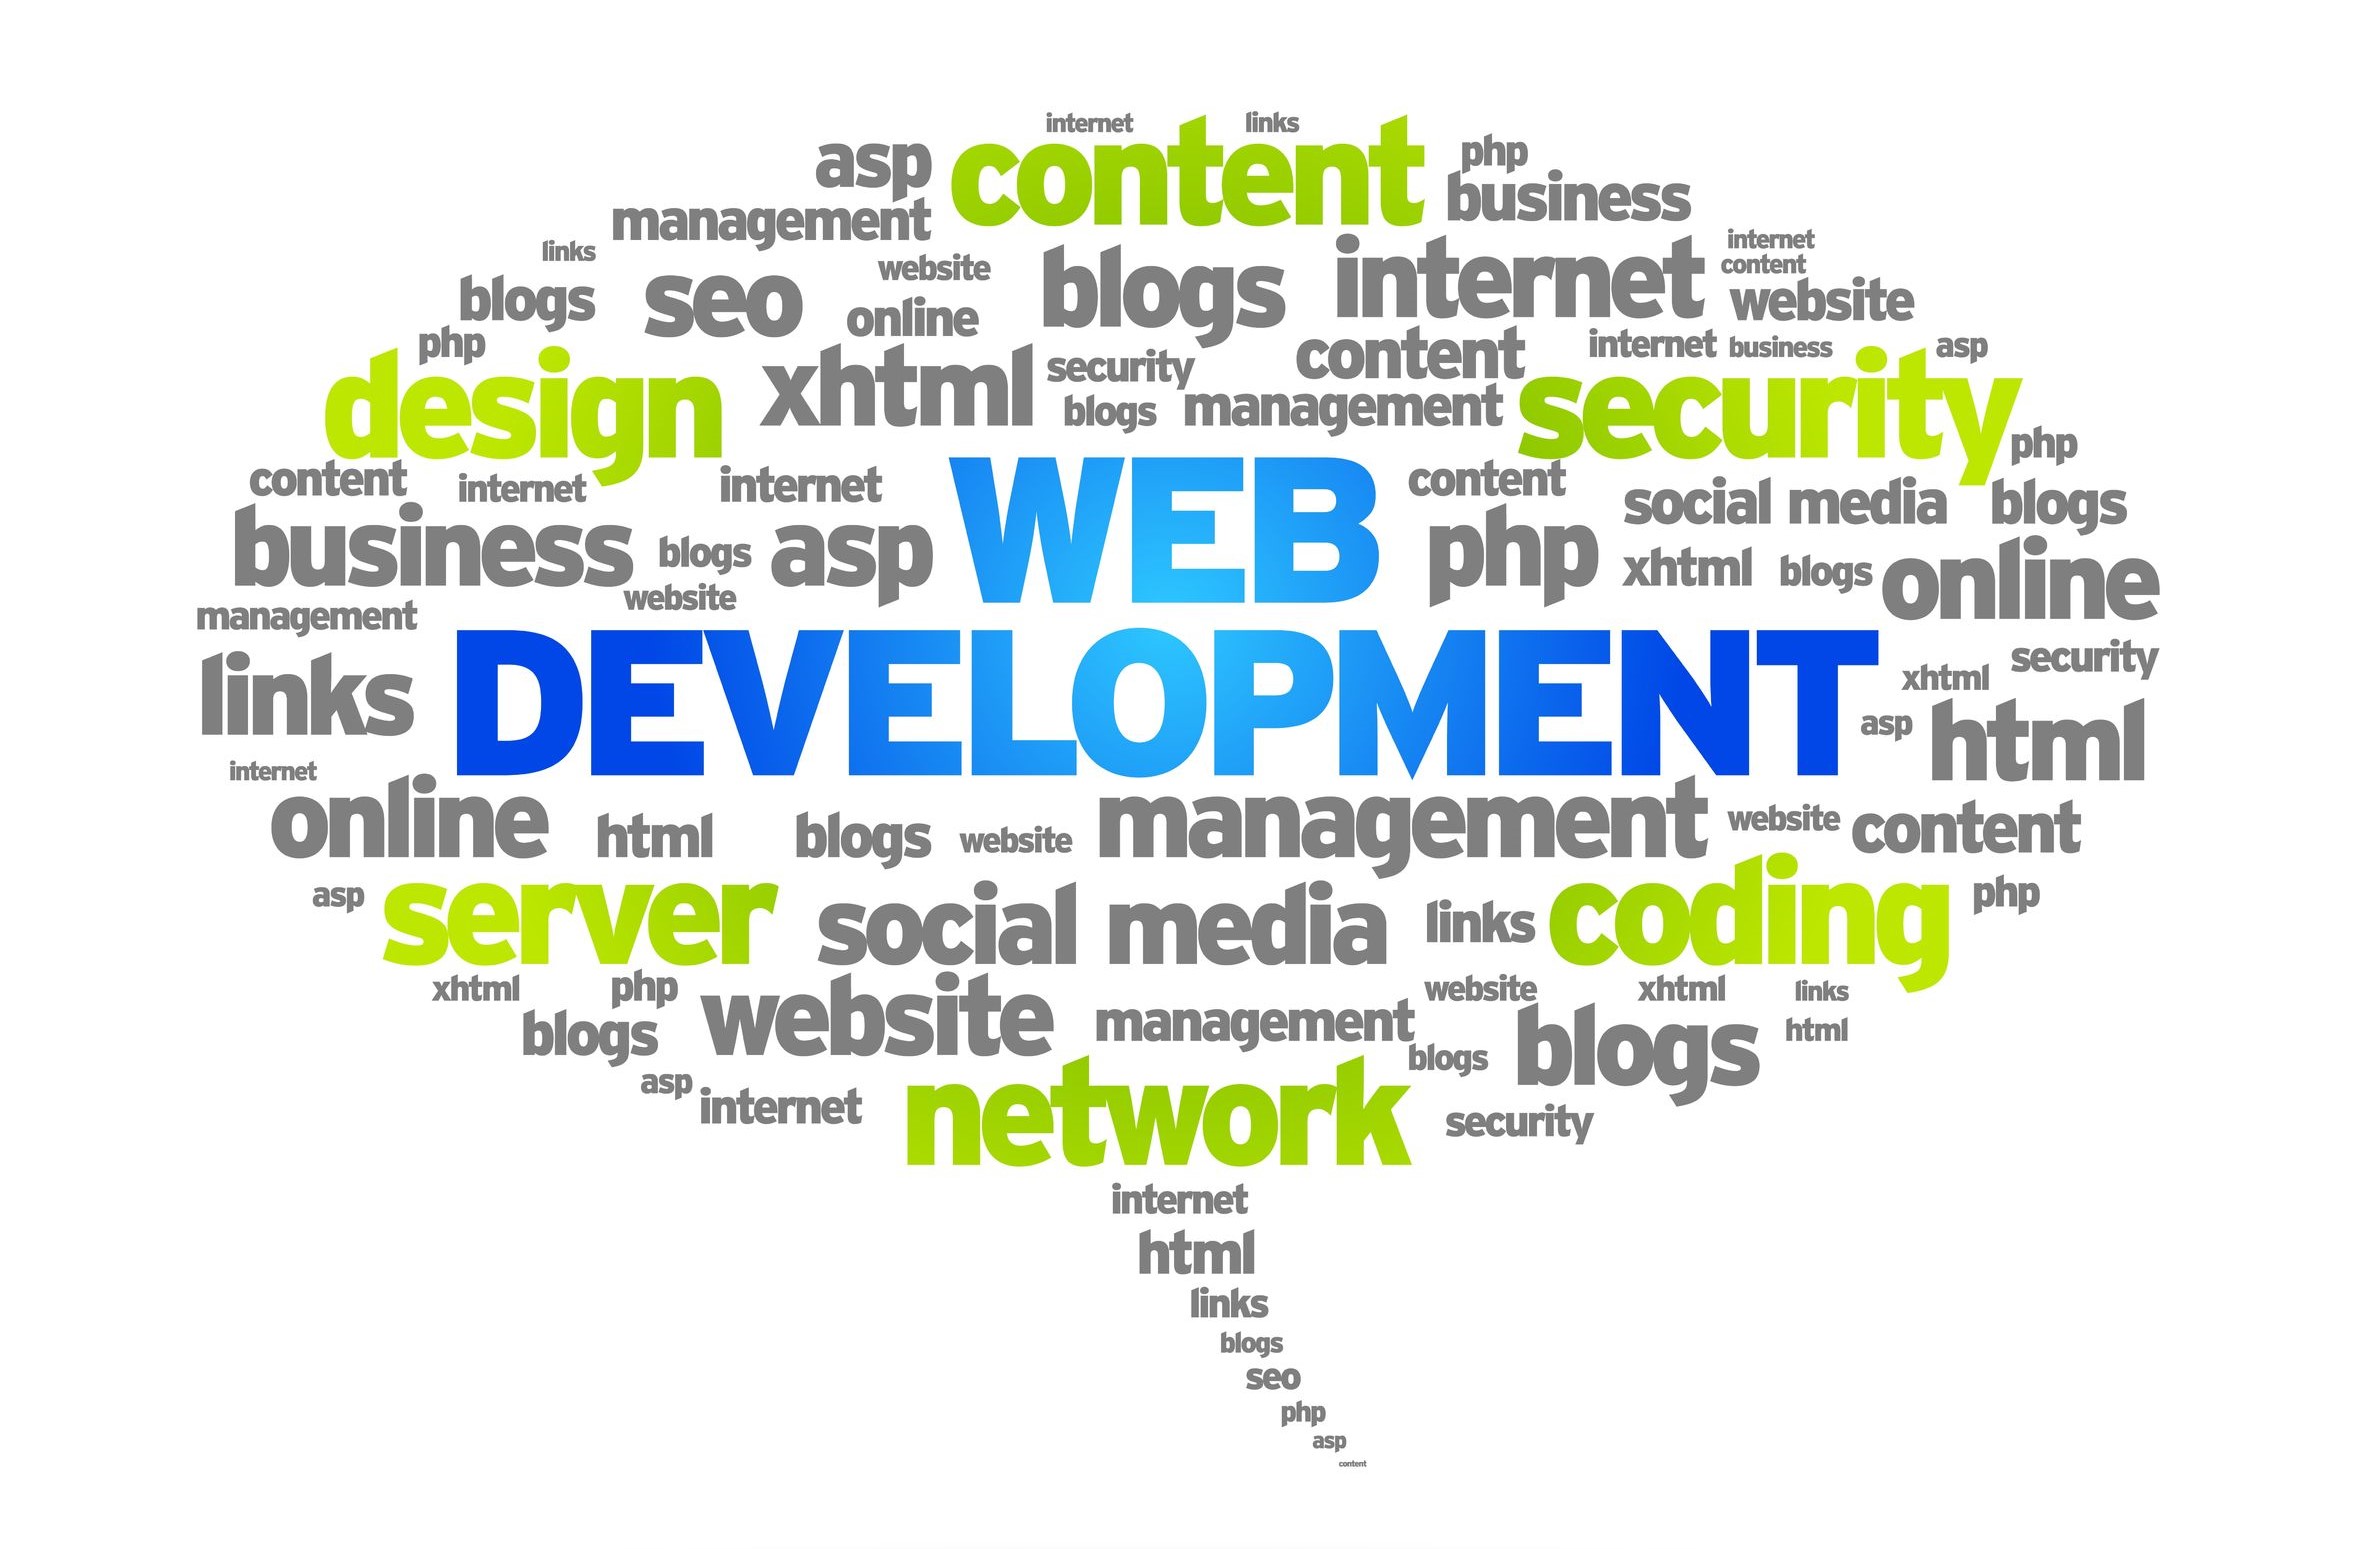 internet links
asp content php
management business
links website blogs internet internet
content
blogs seo online website
php xhtml security content internet business asp
design blogs management security php
content internet internet WEB content social media blogs
business blogs asp php xhtml blogs online
website
management
links DEVELOPMENT xhtml security
asp html
internet
online html blogs website management website content
asp server social media links coding php
xhtml php website website xhtml links
blogs management blogs blogs html
asp internet network security
internet
html
links
blogs
seo
php
asp
content